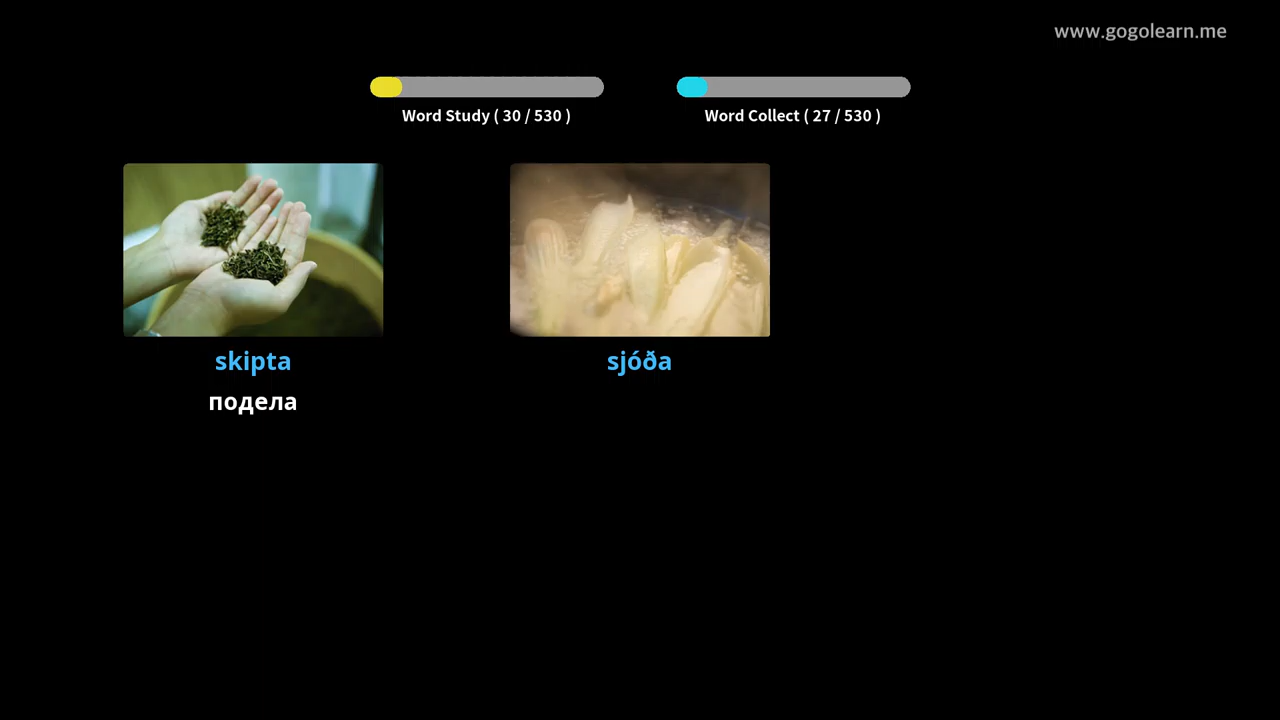 www.gogolearn.me
Word Study ( 30 / 530 )
Word Collect ( 27 / 530 )
skipta
sjóða
подела